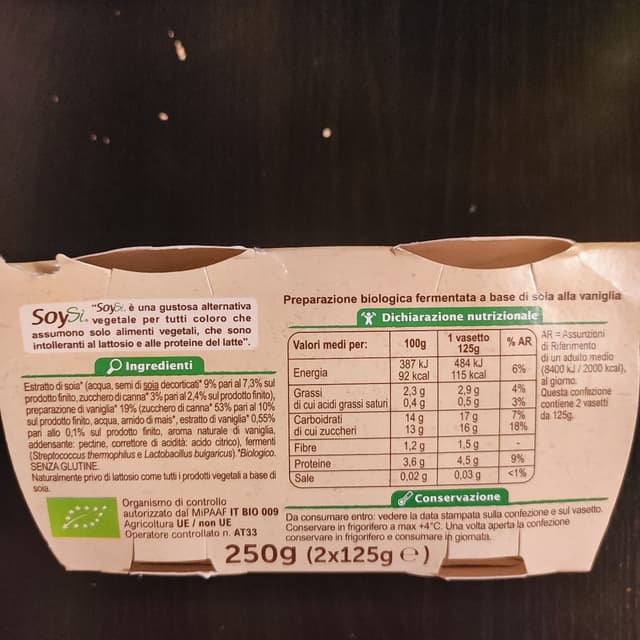 SoySi. "SoySi. è una gustosa alternativa
vegetale per tutti coloro che
assumono solo alimenti vegetali, che sono
intolleranti al lattosio e alle proteine del latte".
Ingredienti
Estratto di soia* (acqua, semi di soia decorticati* 9% pari al 7,3% sul
prodotto finito, zucchero di canna* 3% pari al 2,4% sul prodotto finito),
preparazione di vaniglia* 19% (zucchero di canna* 53% pari al 10%
sul prodotto finito, acqua, amido di mais*, estratto di vaniglia* 0,55%
pari allo 0,1% sul prodotto finito, aroma naturale di vaniglia,
addensante: pectine, correttore di acidità: acido citrico), fermenti
(Streptococcus thermophilus e Lactobacillus bulgaricus). *Biologico.
SENZA GLUTINE.
Naturalmente privo di lattosio come tutti i prodotti vegetali a base di
soia.
Organismo di controllo
autorizzato dal MiPAAF IT BIO 009
Agricoltura UE / non UE
Operatore controllato n. AT33
Preparazione biologica fermentata a base di soia alla vaniglia
Dichiarazione nutrizionale
Valori medi per: 100g 1 vasetto 125g % AR
Energia 387 kJ 92 kcal 484 kJ 115 kcal 6%
Grassi 2,3 g 2,9 g 4%
di cui acidi grassi saturi 0,4 g 0,5 g 3%
Carboidrati 14 g 17 g 7%
di cui zuccheri 13 g 16 g 18%
Fibre 1,2 g 1,5 g -
Proteine 3,6 g 4,5 g 9%
Sale 0,02 g 0,03 g <1%
AR = Assunzioni
di Riferimento
di un adulto medio
(8400 kJ / 2000 kcal),
al giorno.
Questa confezione
contiene 2 vasetti
da 125g.
Conservazione
Da consumare entro: vedere la data stampata sulla confezione e sul vasetto.
Conservare in frigorifero a max +4°C. Una volta aperta la confezione
conservare in frigorifero e consumare in giornata.
250g (2x125g e)